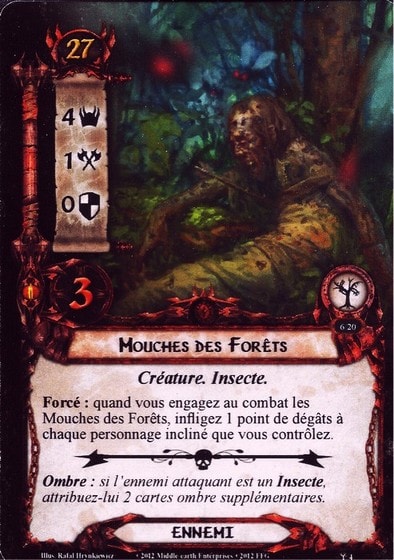 27
4
1
0
3
6/20
Mouches des Forêts
Créature. Insecte.
Forcé : quand vous engagez au combat les
Mouches des Forêts, infligez 1 point de dégâts à
chaque personnage incliné que vous contrôlez.
Ombre : si l'ennemi attaquant est un Insecte,
attribuez-lui 2 cartes ombre supplémentaires.
ENNEMI
Illus. Rafał Hrynkiewicz © 2012 Middle-earth Enterprises © 2012 FFG